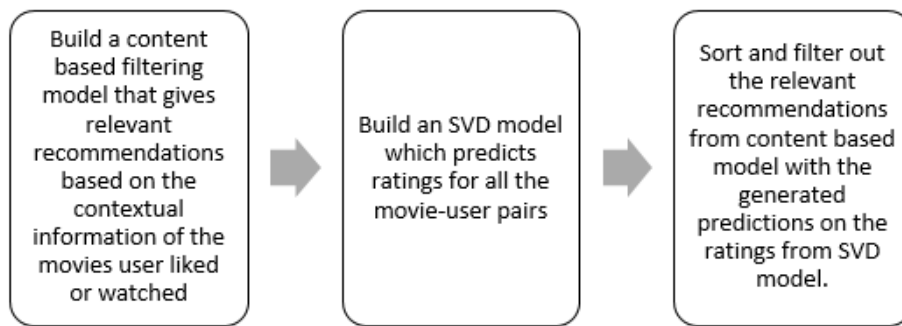 Build a content
based filtering
model that gives
relevant
recommendations
based on the
contextual
information of the
movies user liked
or watched
Build an SVD model
which predicts
ratings for all the
movie-user pairs
Sort and filter out
the relevant
recommendations
from content based
model with the
generated
predictions on the
ratings from SVD
model.